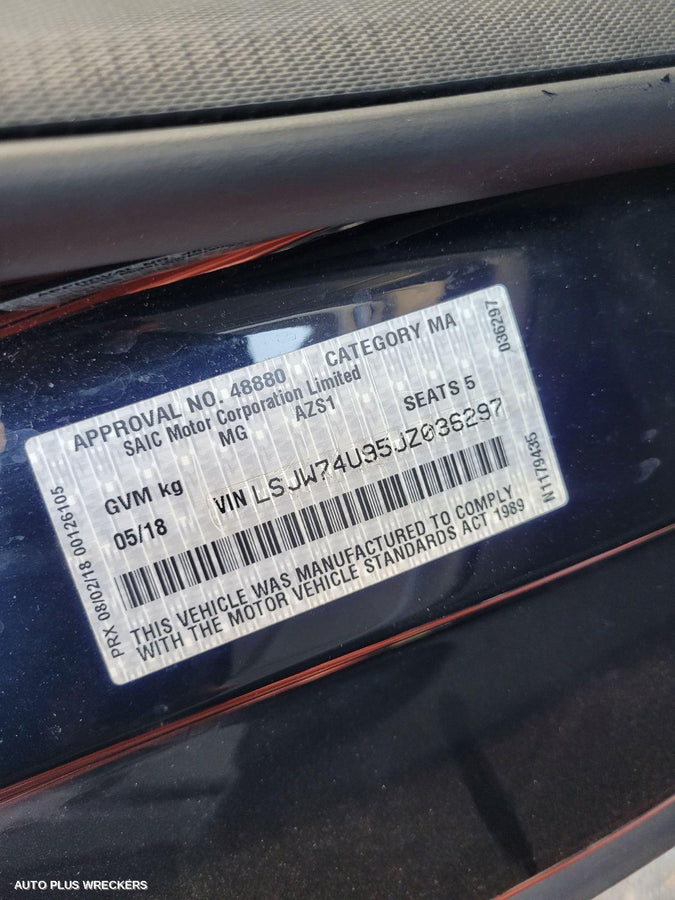 APPROVAL NO. 48880 CATEGORY MA
SAIC Motor Corporation Limited
MG AZS1 SEATS 5
GVM kg
05/18 VIN LSJW74U95JZ036297
THIS VEHICLE WAS MANUFACTURED TO COMPLY
WITH THE MOTOR VEHICLE STANDARDS ACT 1989
PRX 08/02/18 00126105
036297
N1179435
AUTO PLUS WRECKERS